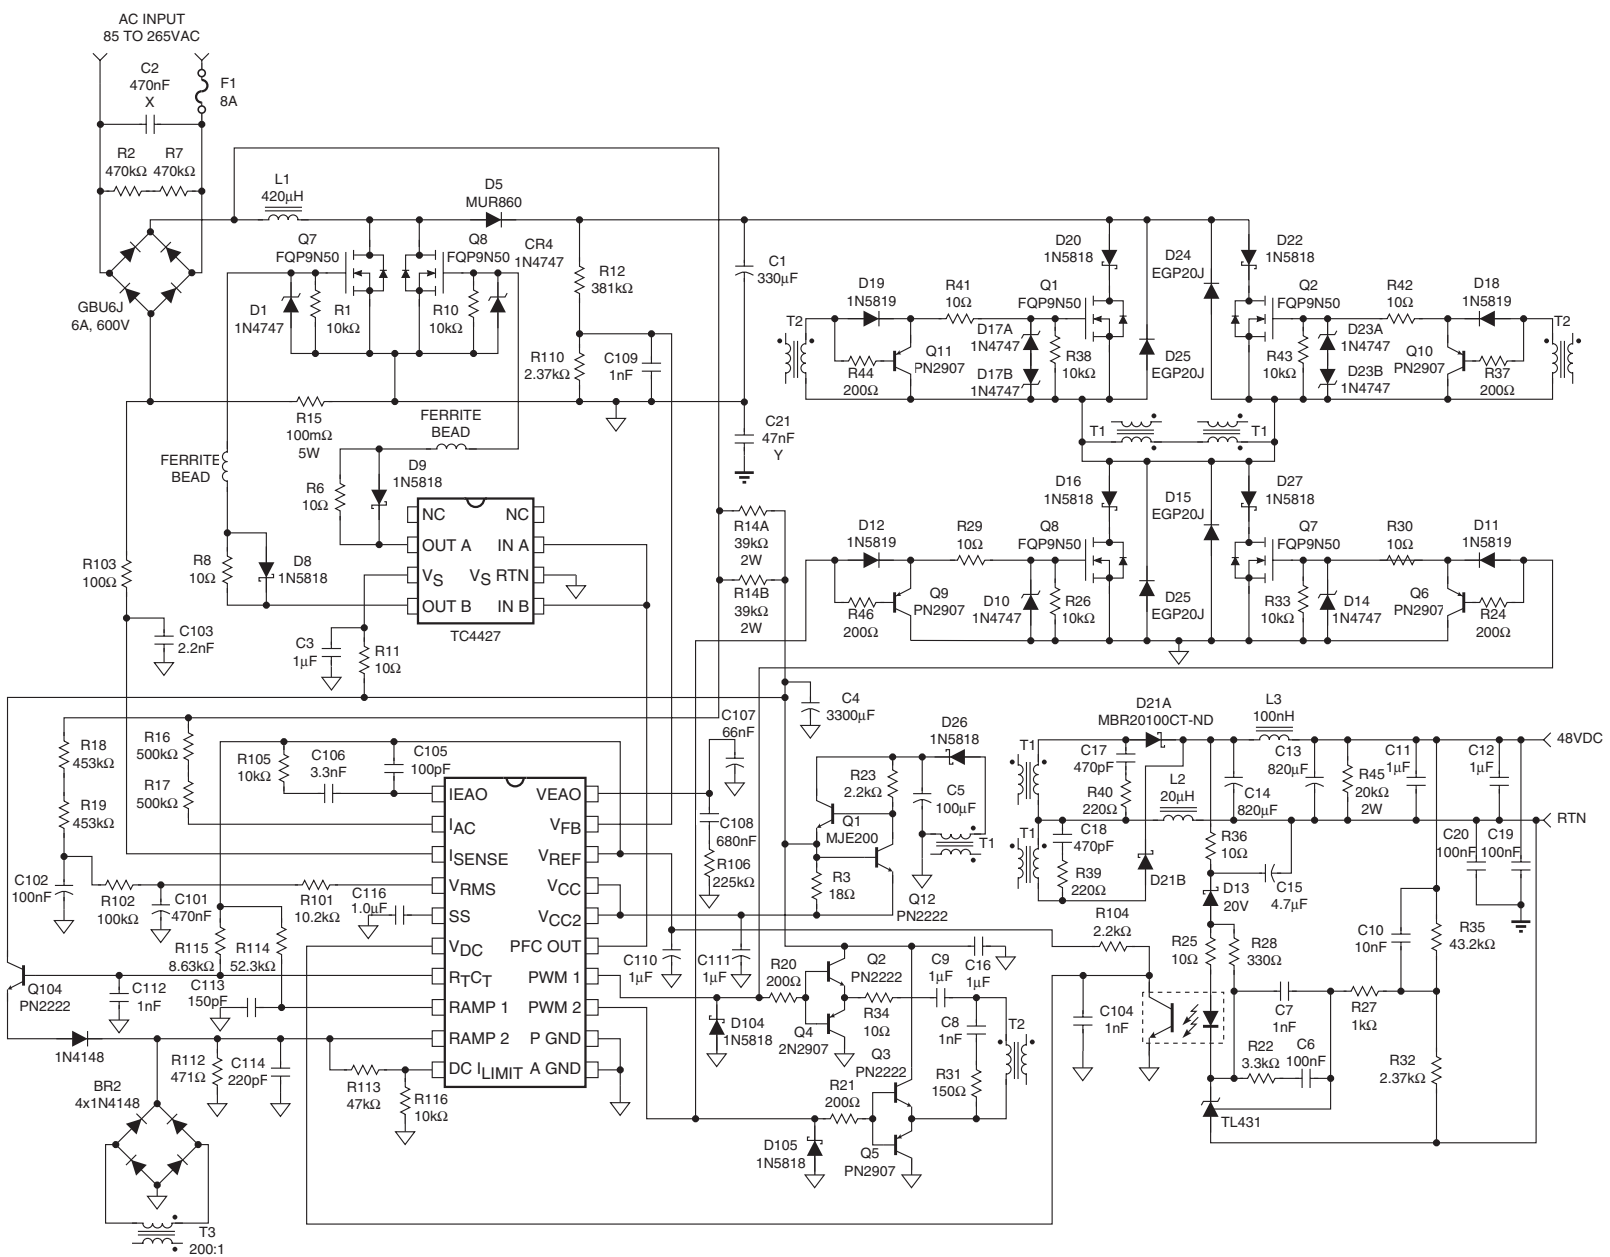 AC INPUT
85 TO 265VAC
C2
470nF
X
F1
8A
R2
470kΩ
R7
470kΩ
GBU6J
6A, 600V
L1
420µH
D5
MUR860
Q7
FQP9N50
Q8
FQP9N50
CR4
1N4747
D1
1N4747
R1
10kΩ
R10
10kΩ
R12
381kΩ
R110
2.37kΩ
C109
1nF
C1
330µF
C21
47nF
Y
R15
100mΩ
5W
FERRITE
BEAD
FERRITE
BEAD
R6
10Ω
D9
1N5818
R8
10Ω
D8
1N5818
R103
100Ω
C103
2.2nF
NC
NC
OUT A
IN A
VS
VS RTN
OUT B
IN B
TC4427
C3
1µF
R11
10Ω
R14A
39kΩ
2W
R14B
39kΩ
2W
T2
D19
1N5819
R44
200Ω
Q11
PN2907
R41
10Ω
D17A
1N4747
D17B
1N4747
R38
10kΩ
Q1
FQP9N50
D20
1N5818
D24
EGP20J
D25
EGP20J
D22
1N5818
Q2
FQP9N50
R43
10kΩ
D23A
1N4747
D23B
1N4747
R42
10Ω
Q10
PN2907
D18
1N5819
R37
200Ω
T2
T1
T1
D12
1N5819
R46
200Ω
Q9
PN2907
R29
10Ω
D10
1N4747
R26
10kΩ
Q8
FQP9N50
D16
1N5818
D15
EGP20J
D25
EGP20J
D27
1N5818
Q7
FQP9N50
R33
10kΩ
D14
1N4747
R30
10Ω
Q6
PN2907
D11
1N5819
R24
200Ω
R18
453kΩ
R19
453kΩ
R16
500kΩ
R17
500kΩ
R105
10kΩ
C106
3.3nF
C105
100pF
C102
100nF
R102
100kΩ
C101
470nF
R101
10.2kΩ
C116
1.0µF
R115
8.63kΩ
R114
52.3kΩ
C113
150pF
C112
1nF
Q104
PN2222
1N4148
BR2
4x1N4148
R112
471Ω
C114
220pF
R113
47kΩ
R116
10kΩ
T3
200:1
IEAO
IAC
ISENSE
VRMS
SS
VDC
RTCT
RAMP 1
RAMP 2
DC ILIMIT
VEAO
VFB
VREF
VCC
VCC2
PFC OUT
PWM 1
PWM 2
P GND
A GND
C107
66nF
C108
680nF
R106
225kΩ
C110
1µF
C111
1µF
C4
3300µF
R23
2.2kΩ
Q1
MJE200
R3
18Ω
Q12
PN2222
D26
1N5818
C5
100µF
T1
R20
200Ω
Q2
PN2222
Q4
2N2907
D104
1N5818
R34
10Ω
C9
1µF
C16
1µF
C8
1nF
R31
150Ω
T2
Q3
PN2222
R21
200Ω
D105
1N5818
Q5
PN2907
T1
T1
D21A
MBR20100CT-ND
C17
470pF
R40
220Ω
C18
470pF
R39
220Ω
D21B
L2
20µH
L3
100nH
C14
820µF
C13
820µF
R45
20kΩ
2W
C11
1µF
C12
1µF
48VDC
RTN
C20
100nF
C19
100nF
R36
10Ω
C15
4.7µF
D13
20V
R25
10Ω
R28
330Ω
R104
2.2kΩ
C104
1nF
C10
10nF
R35
43.2kΩ
C7
1nF
R27
1kΩ
R22
3.3kΩ
C6
100nF
R32
2.37kΩ
TL431